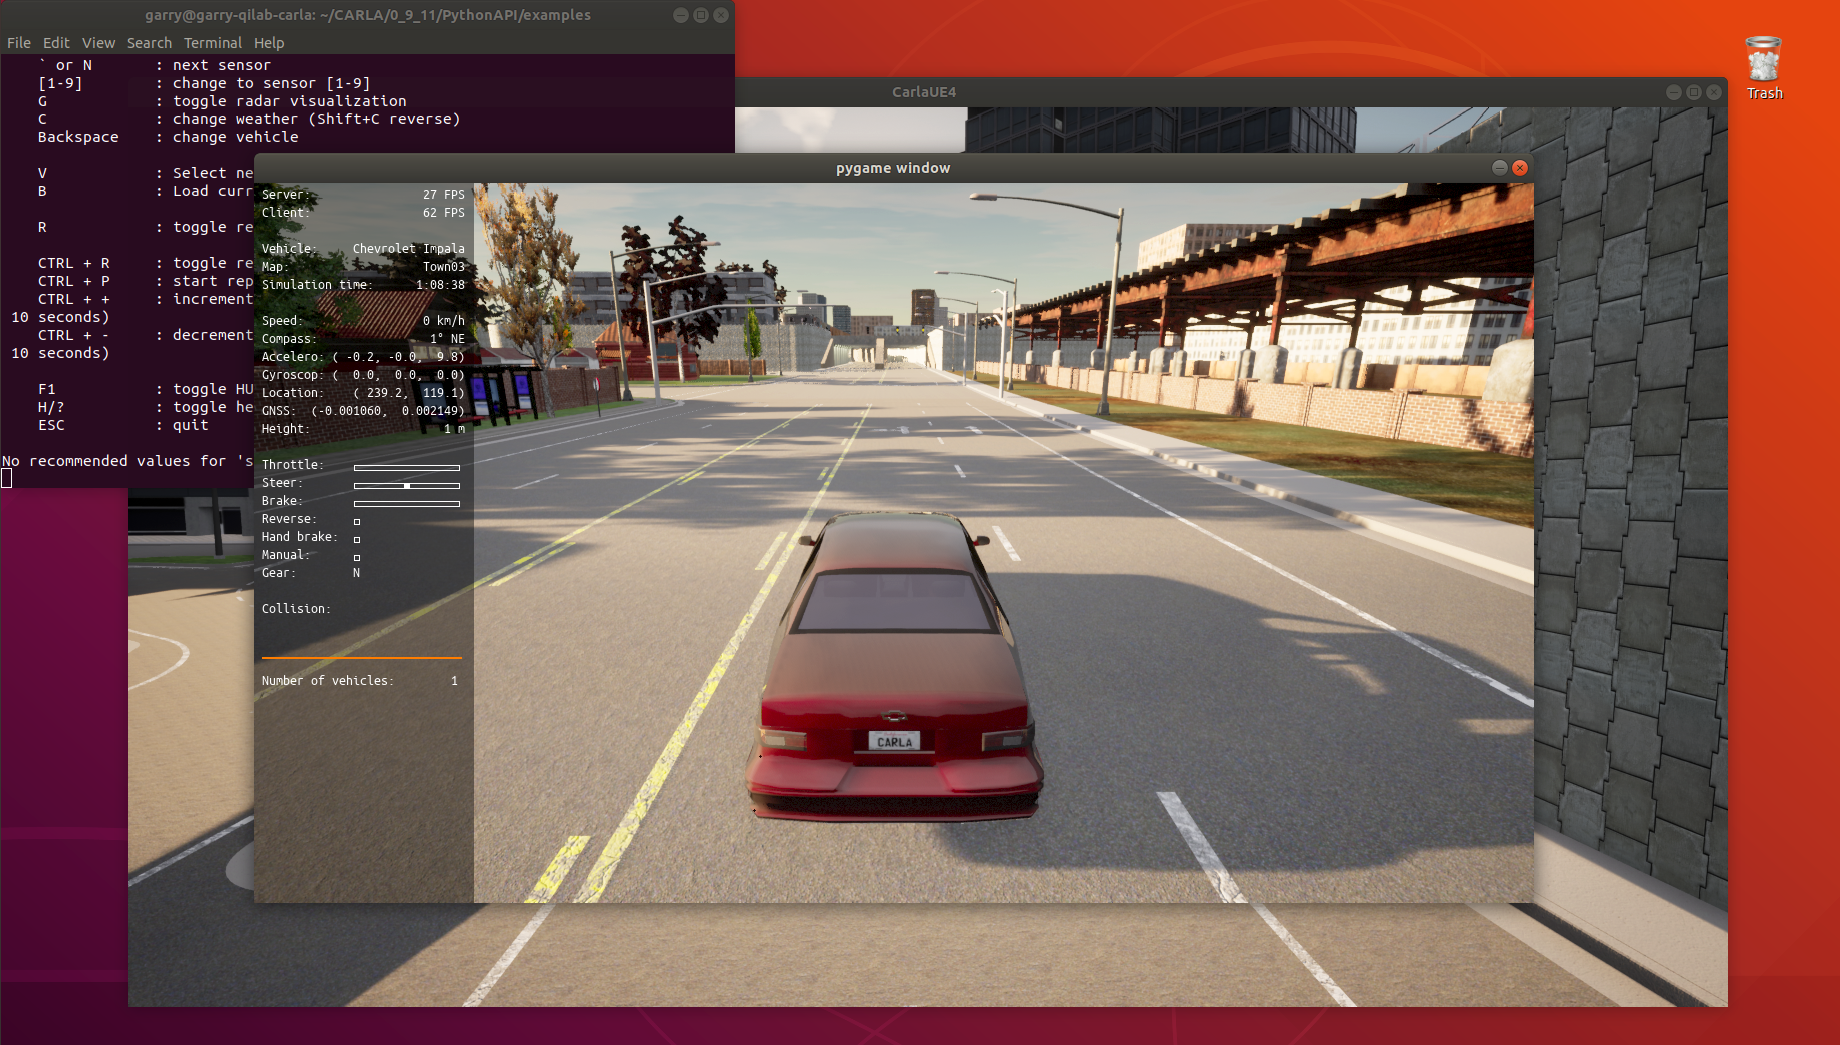 garry@garry-qilab-carla: ~/CARLA/0_9_11/PythonAPI/examples
File Edit View Search Terminal Help
` or N : next sensor
[1-9] : change to sensor [1-9]
G : toggle radar visualization
C : change weather (Shift+C reverse)
Backspace : change vehicle
V : Select ne
B : Load curr
R : toggle re
CTRL + R : toggle re
CTRL + P : start rep
CTRL + + : increment
10 seconds)
CTRL + - : decrement
10 seconds)
F1 : toggle HU
H/? : toggle he
ESC : quit
No recommended values for 's
CarlaUE4
Trash
pygame window
Server: 27 FPS
Client: 62 FPS
Vehicle: Chevrolet Impala
Map: Town03
Simulation time: 1:08:38
Speed: 0 km/h
Compass: 1° NE
Accelero: ( -0.2, -0.0, 9.8)
Gyroscop: ( 0.0, 0.0, 0.0)
Location: ( 239.2, 119.1)
GNSS: (-0.001060, 0.002149)
Height: 1 m
Throttle:
Steer:
Brake:
Reverse:
Hand brake:
Manual:
Gear: N
Collision:
Number of vehicles: 1
CARLA